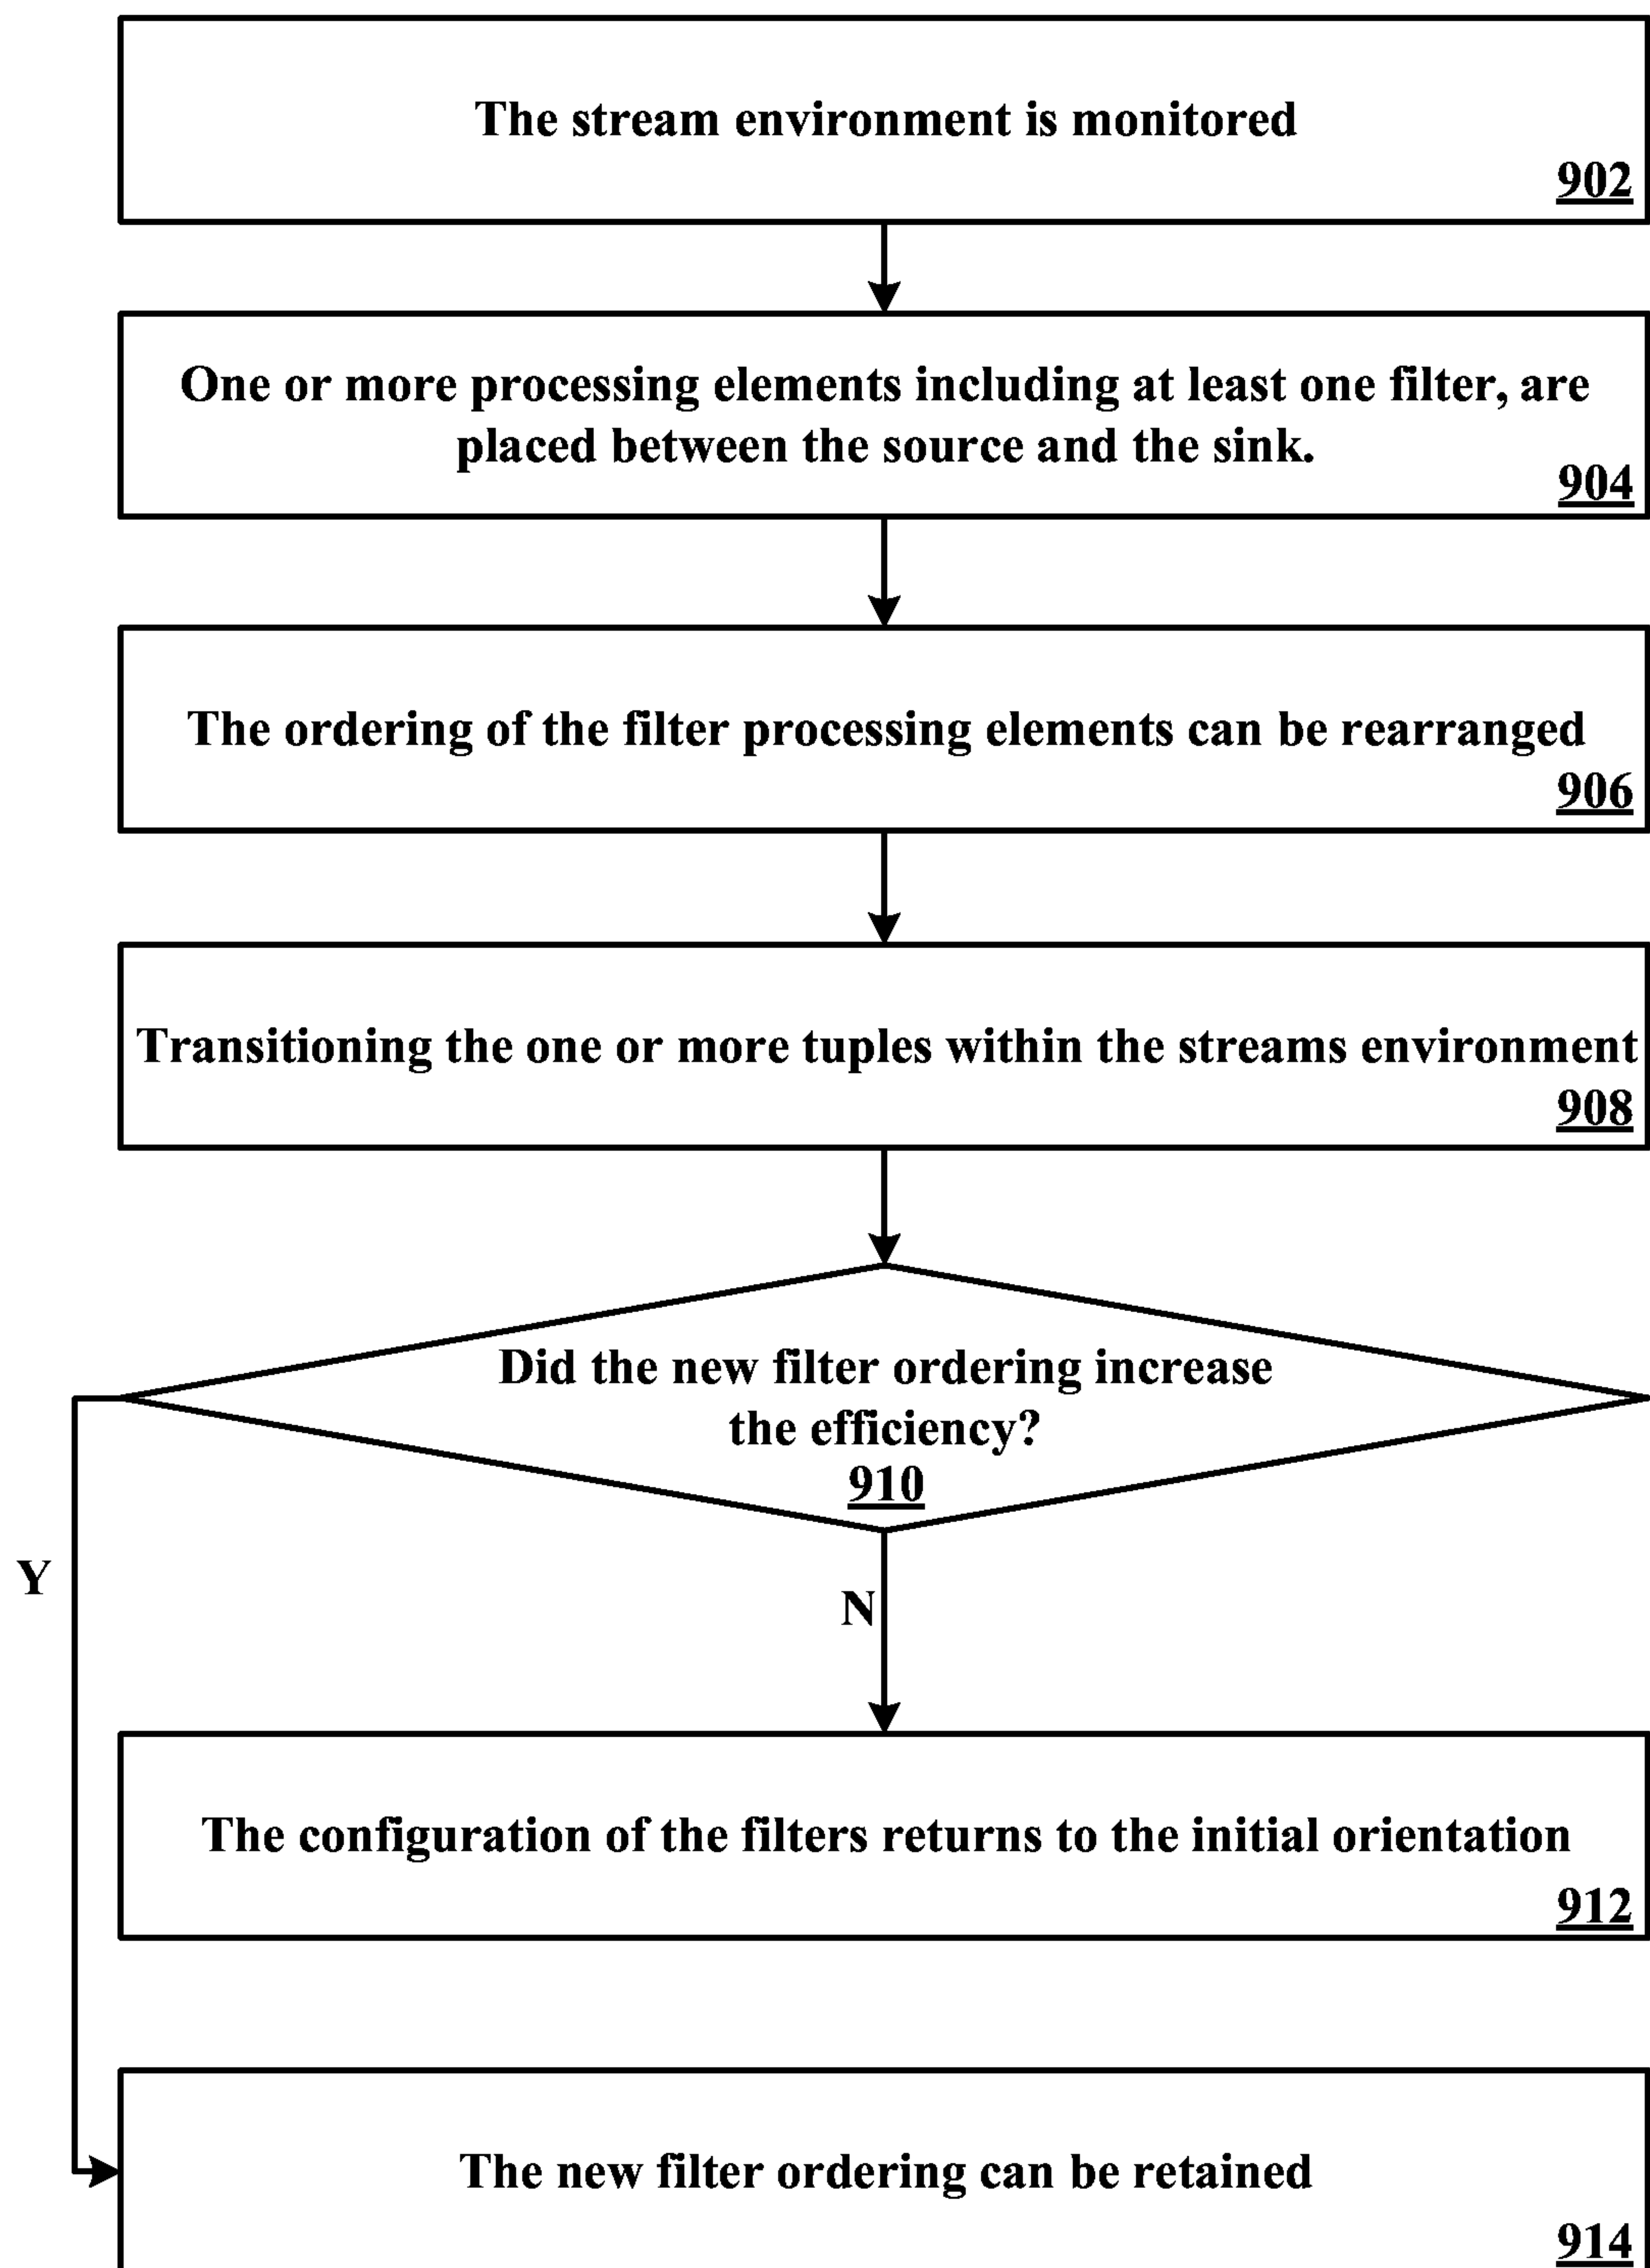 The stream environment is monitored
902
One or more processing elements including at least one filter, are
placed between the source and the sink.
904
The ordering of the filter processing elements can be rearranged
906
Transitioning the one or more tuples within the streams environment
908
Did the new filter ordering increase
the efficiency?
910
Y
N
The configuration of the filters returns to the initial orientation
912
The new filter ordering can be retained
914